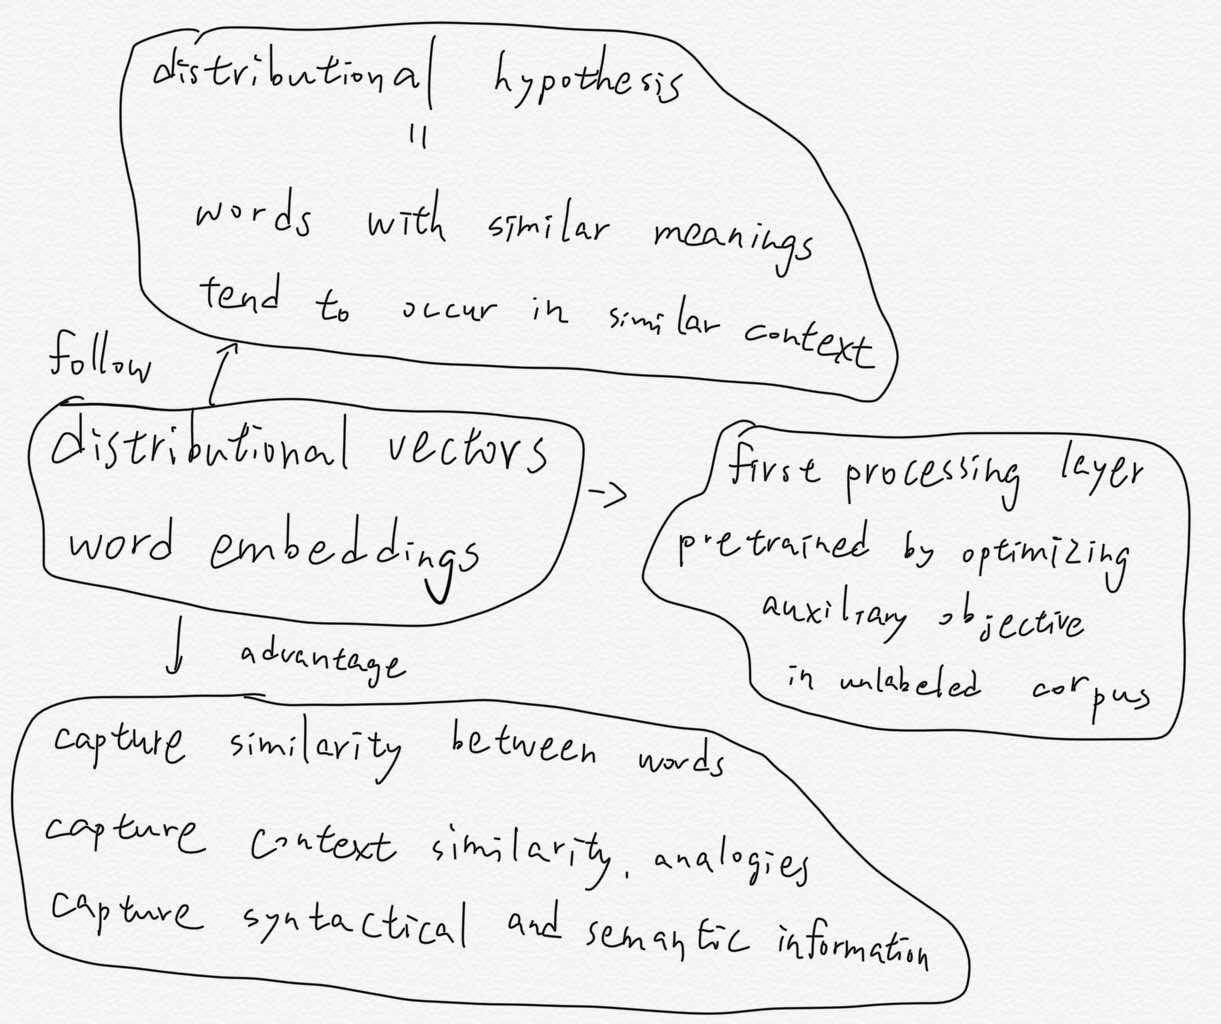 distributional hypothesis
=
words with similar meanings
tend to occur in similar context
follow
distributional vectors
word embeddings
→
first processing layer
pretrained by optimizing
auxiliary objective
in unlabeled corpus
advantage
capture similarity between words
capture context similarity, analogies
capture syntactical and semantic information